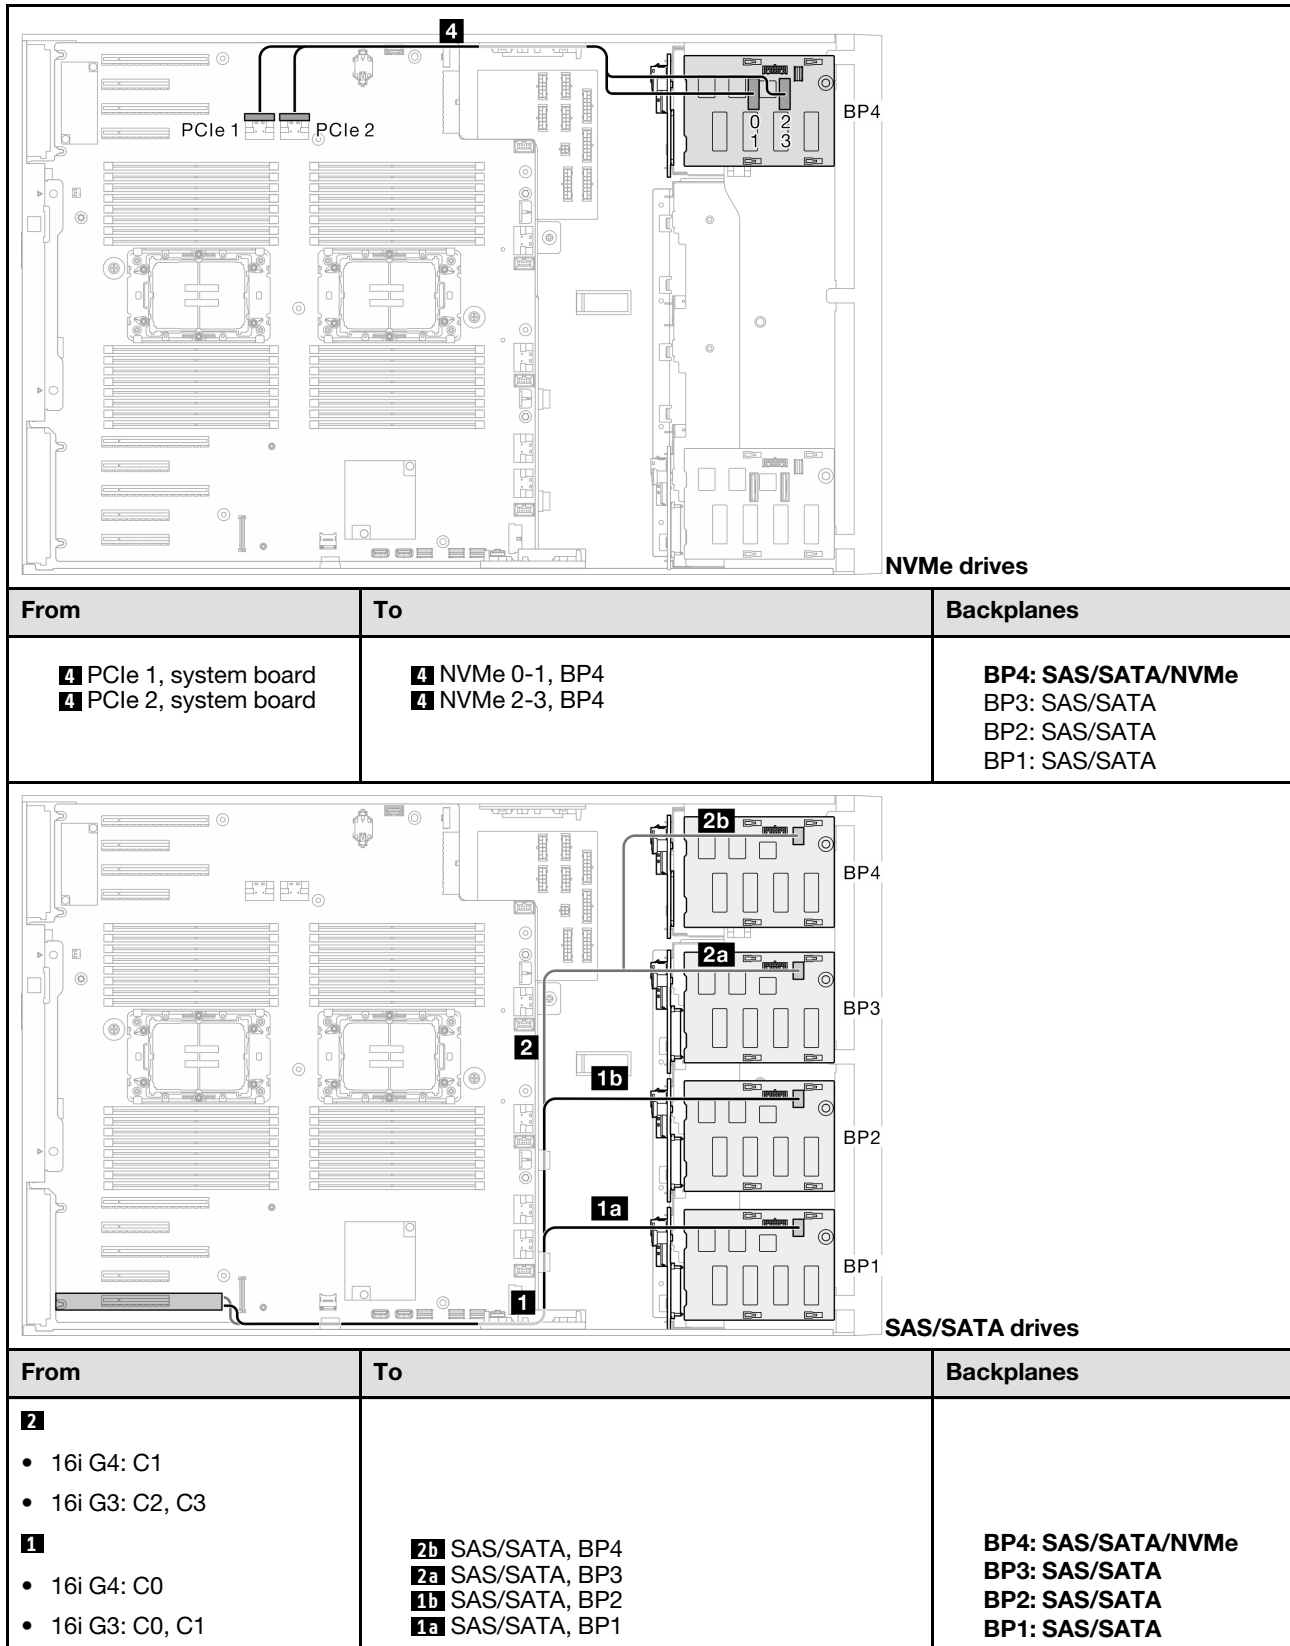 4
PCIe 1
PCIe 2
0 2
1 3
BP4
NVMe drives
From To Backplanes
4 PCIe 1, system board
4 PCIe 2, system board
4 NVMe 0-1, BP4
4 NVMe 2-3, BP4
BP4: SAS/SATA/NVMe
BP3: SAS/SATA
BP2: SAS/SATA
BP1: SAS/SATA
2b
BP4
2a
BP3
2
1b
BP2
1a
BP1
1
SAS/SATA drives
From To Backplanes
2
• 16i G4: C1
• 16i G3: C2, C3
1
• 16i G4: C0
• 16i G3: C0, C1
2b SAS/SATA, BP4
2a SAS/SATA, BP3
1b SAS/SATA, BP2
1a SAS/SATA, BP1
BP4: SAS/SATA/NVMe
BP3: SAS/SATA
BP2: SAS/SATA
BP1: SAS/SATA